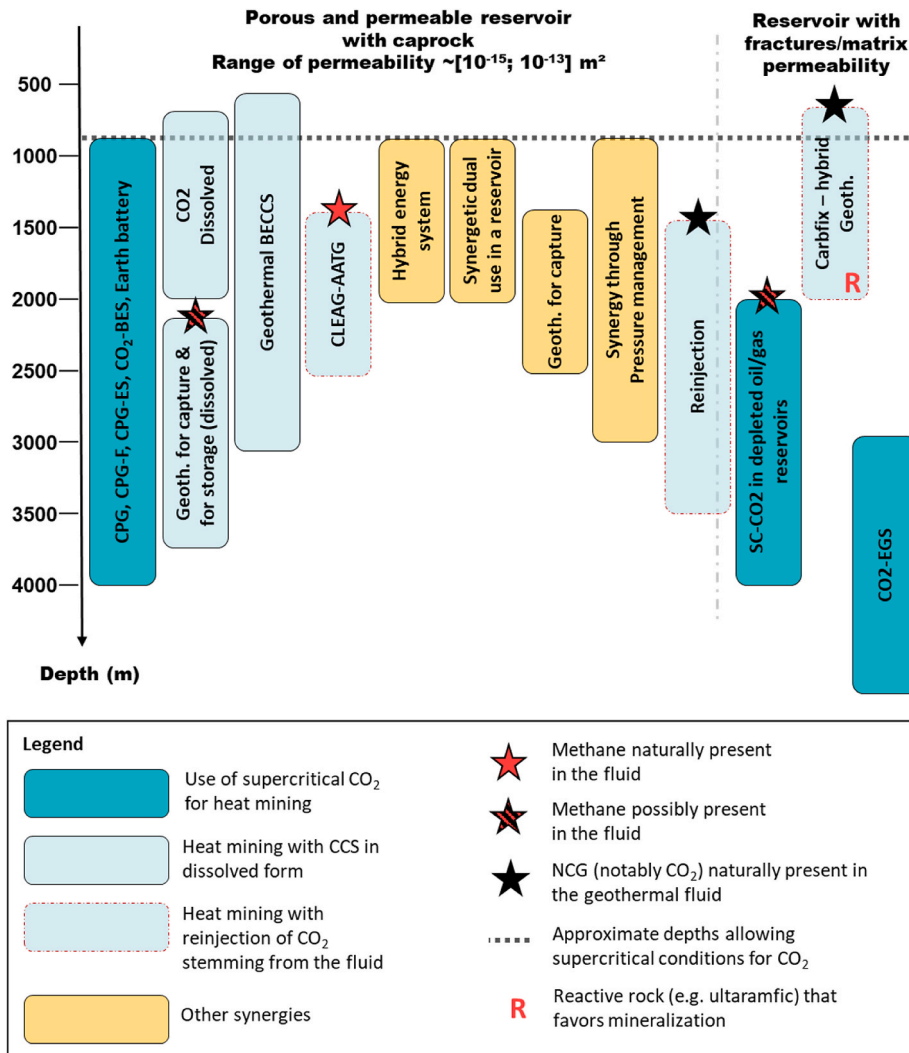 Porous and permeable reservoir
with caprock
Range of permeability ~[10⁻¹⁵; 10⁻¹³] m²
Reservoir with
fractures/matrix
permeability
500
1000
1500
2000
2500
3000
3500
4000
Depth (m)
CPG, CPG-F, CPG-ES, CO₂-BES, Earth battery
CO2
Dissolved
Geoth. for capture &
for storage (dissolved)
Geothermal BECCS
CLEAG-AATG
Hybrid energy
system
Synergetic dual
use in a reservoir
Geoth. for capture
Synergy through
Pressure management
Reinjection
SC-CO2 in depleted oil/gas
reservoirs
Carbfix – hybrid
Geoth.
R
CO2-EGS
Legend
Use of supercritical CO₂
for heat mining
Heat mining with CCS in
dissolved form
Heat mining with
reinjection of CO₂
stemming from the fluid
Other synergies
Methane naturally present
in the fluid
Methane possibly present
in the fluid
NCG (notably CO₂) naturally present in
the geothermal fluid
Approximate depths allowing
supercritical conditions for CO₂
R
Reactive rock (e.g. ultaramfic) that
favors mineralization